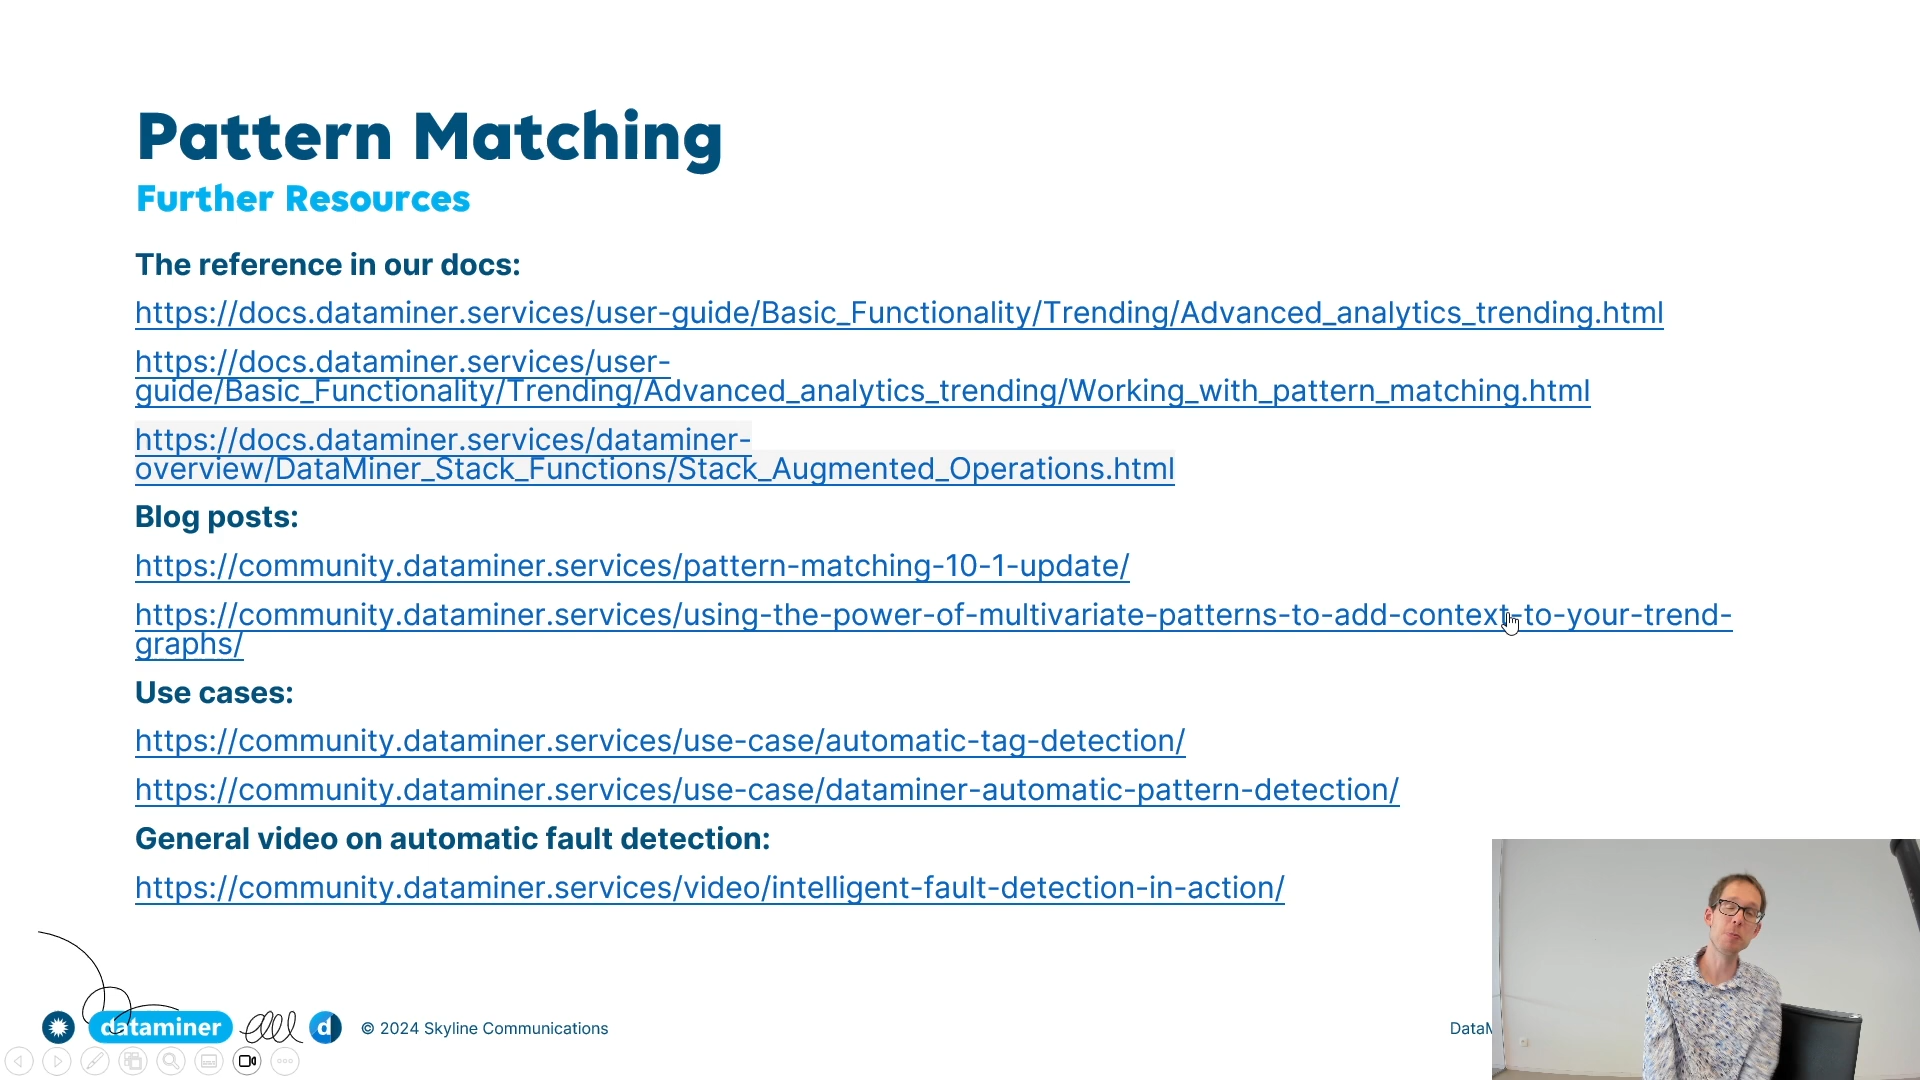 Pattern Matching
Further Resources
The reference in our docs:
https://docs.dataminer.services/user-guide/Basic_Functionality/Trending/Advanced_analytics_trending.html
https://docs.dataminer.services/user-
guide/Basic_Functionality/Trending/Advanced_analytics_trending/Working_with_pattern_matching.html
https://docs.dataminer.services/dataminer-
overview/DataMiner_Stack_Functions/Stack_Augmented_Operations.html
Blog posts:
https://community.dataminer.services/pattern-matching-10-1-update/
https://community.dataminer.services/using-the-power-of-multivariate-patterns-to-add-context-to-your-trend-
graphs/
Use cases:
https://community.dataminer.services/use-case/automatic-tag-detection/
https://community.dataminer.services/use-case/dataminer-automatic-pattern-detection/
General video on automatic fault detection:
https://community.dataminer.services/video/intelligent-fault-detection-in-action/
dataminer d © 2024 Skyline Communications